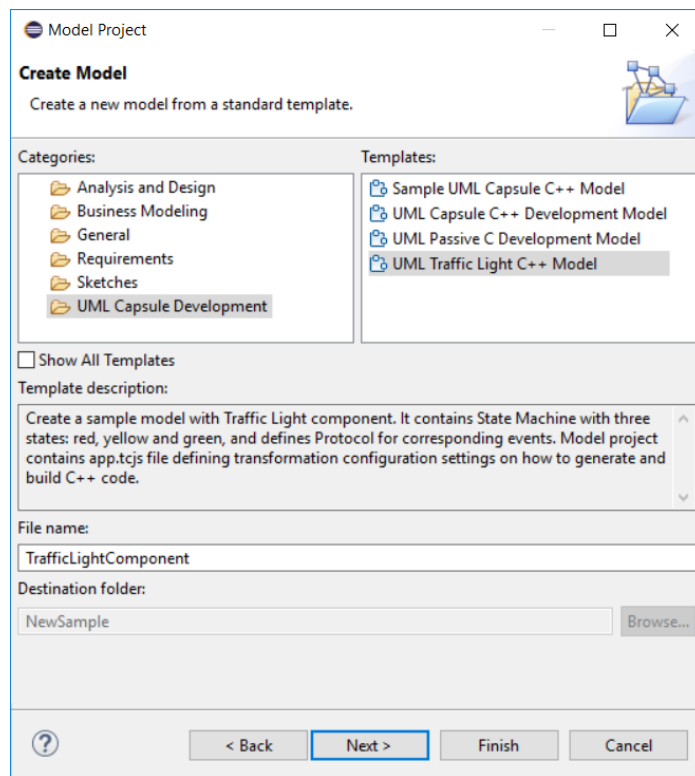 Model Project
Create Model
Create a new model from a standard template.
Categories:
Analysis and Design
Business Modeling
General
Requirements
Sketches
UML Capsule Development
Templates:
Sample UML Capsule C++ Model
UML Capsule C++ Development Model
UML Passive C Development Model
UML Traffic Light C++ Model
Show All Templates
Template description:
Create a sample model with Traffic Light component. It contains State Machine with three
states: red, yellow and green, and defines Protocol for corresponding events. Model project
contains app.tcjs file defining transformation configuration settings on how to generate and
build C++ code.
File name:
TrafficLightComponent
Destination folder:
NewSample
Browse...
?
< Back
Next >
Finish
Cancel